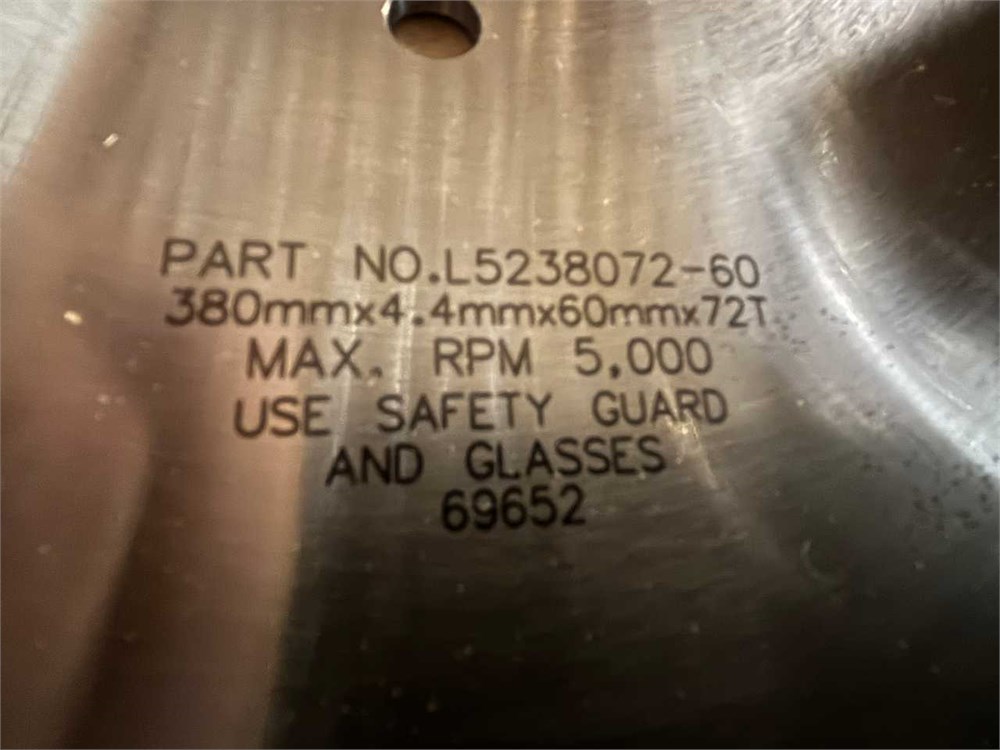 PART NO.L5238072-60
380mmx4.4mmx60mmx72T
MAX. RPM 5,000
USE SAFETY GUARD
AND GLASSES
69652